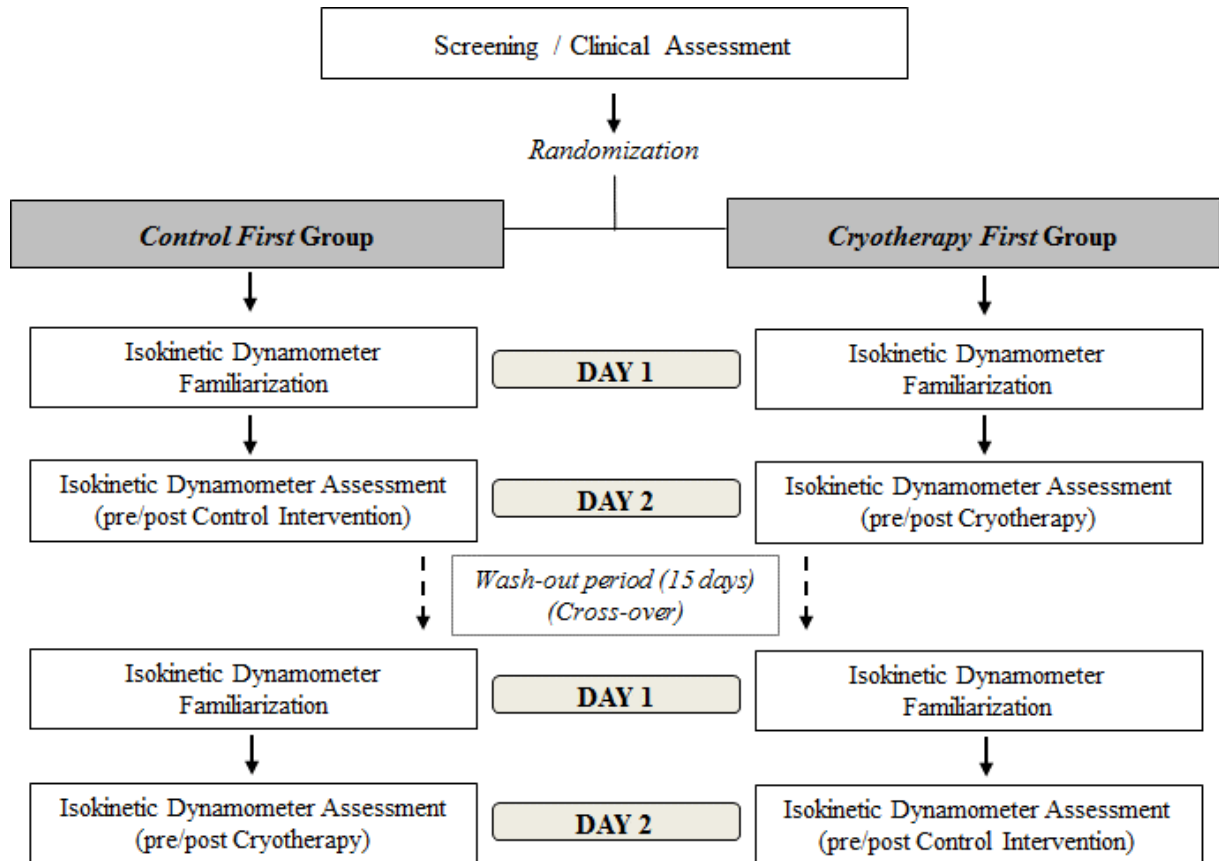 Screening / Clinical Assessment
Randomization
Control First Group
Cryotherapy First Group
Isokinetic Dynamometer
Familiarization
DAY 1
Isokinetic Dynamometer
Familiarization
Isokinetic Dynamometer Assessment
(pre/post Control Intervention)
DAY 2
Isokinetic Dynamometer Assessment
(pre/post Cryotherapy)
Wash-out period (15 days)
(Cross-over)
Isokinetic Dynamometer
Familiarization
DAY 1
Isokinetic Dynamometer
Familiarization
Isokinetic Dynamometer Assessment
(pre/post Cryotherapy)
DAY 2
Isokinetic Dynamometer Assessment
(pre/post Control Intervention)